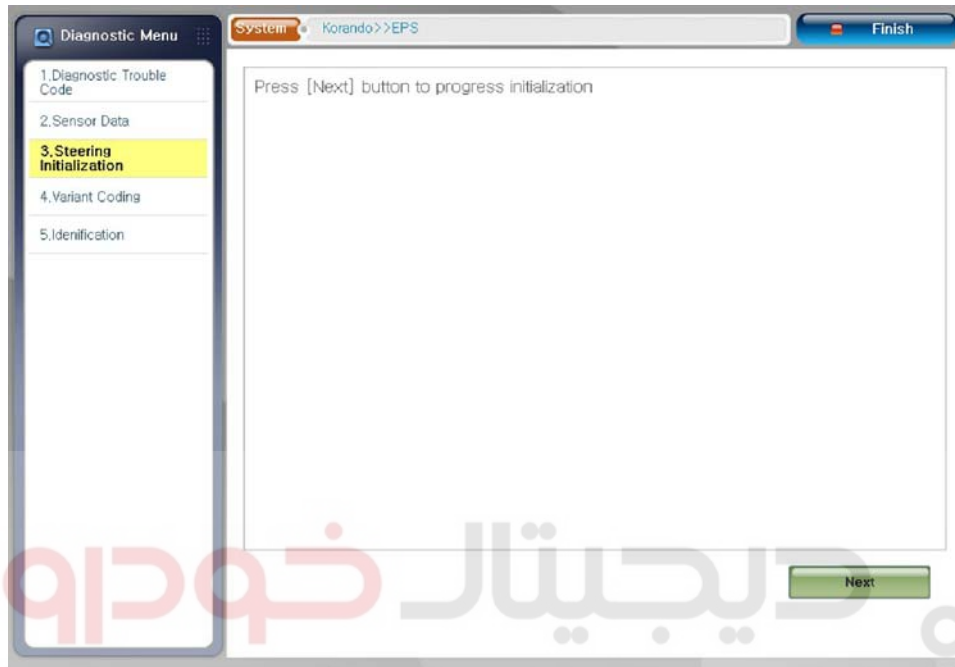 Diagnostic Menu
System
Korando>>EPS
Finish
1.Diagnostic Trouble
Code
2.Sensor Data
3.Steering
Initialization
4.Variant Coding
5.Idenification
Press [Next] button to progress initialization
Next
دیجیتال خودرو